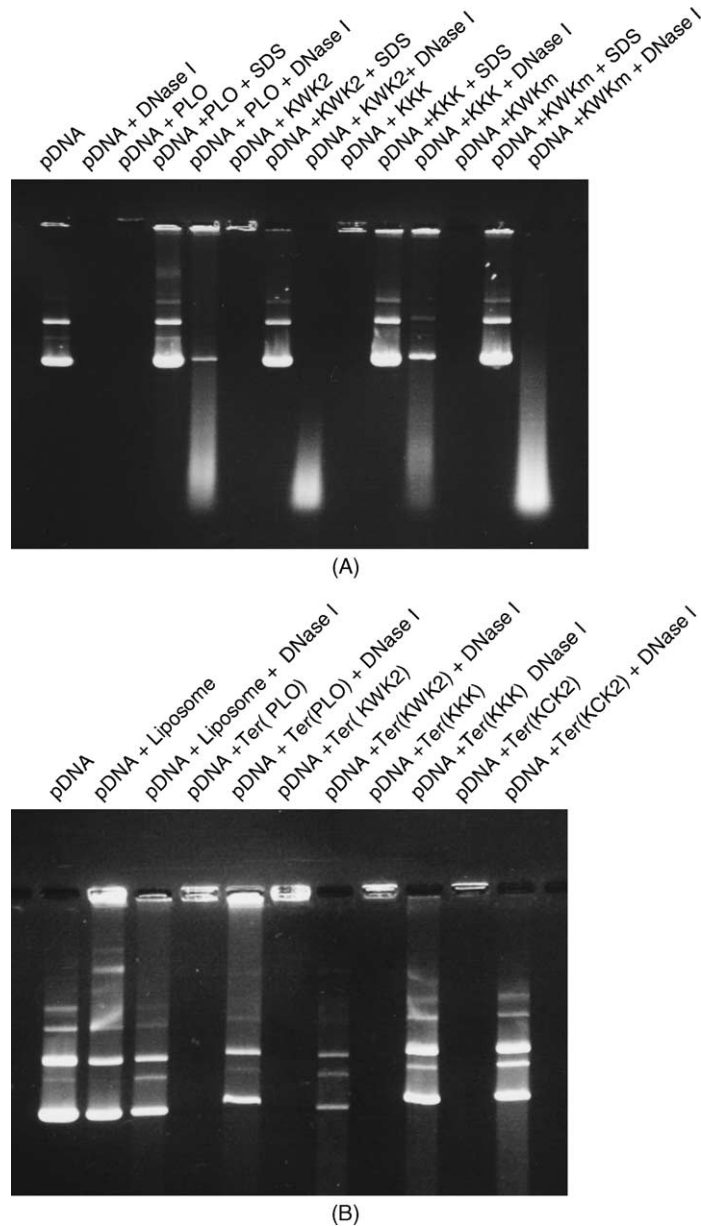 pDNA
pDNA + DNase I
pDNA + PLO
pDNA +PLO + SDS
pDNA + PLO + DNase I
pDNA + KWK2
pDNA +KWK2 + SDS
pDNA + KWK2+ DNase I
pDNA + KKK
pDNA +KKK + SDS
pDNA +KKK + DNase I
pDNA +KWKm
pDNA +KWKm + SDS
pDNA +KWKm + DNase I
(A)
pDNA
pDNA + Liposome
pDNA + Liposome + DNase I
pDNA +Ter( PLO)
pDNA +Ter(PLO) + DNase I
pDNA +Ter( KWK2)
pDNA +Ter(KWK2) + DNase I
pDNA +Ter(KKK)
pDNA +Ter(KKK) DNase I
pDNA +Ter(KCK2)
pDNA +Ter(KCK2) + DNase I
(B)